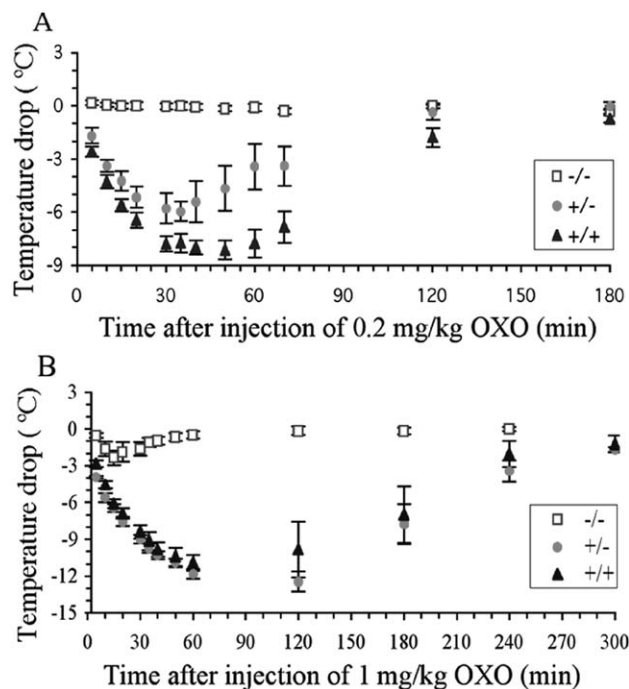 A
Temperature drop ( °C)
3
0
-3
-6
-9
-/-
+/-
+/+
0 30 60 90 120 150 180
Time after injection of 0.2 mg/kg OXO (min)
B
Temperature drop ( °C)
3
0
-3
-6
-9
-12
-15
-/-
+/-
+/+
0 30 60 90 120 150 180 210 240 270 300
Time after injection of 1 mg/kg OXO (min)